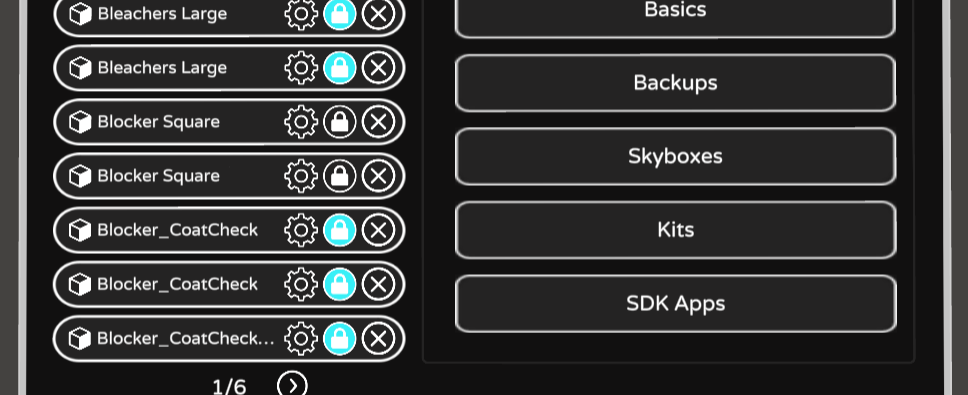 Bleachers Large
Bleachers Large
Blocker Square
Blocker Square
Blocker_CoatCheck
Blocker_CoatCheck
Blocker_CoatCheck...
1/6
Basics
Backups
Skyboxes
Kits
SDK Apps